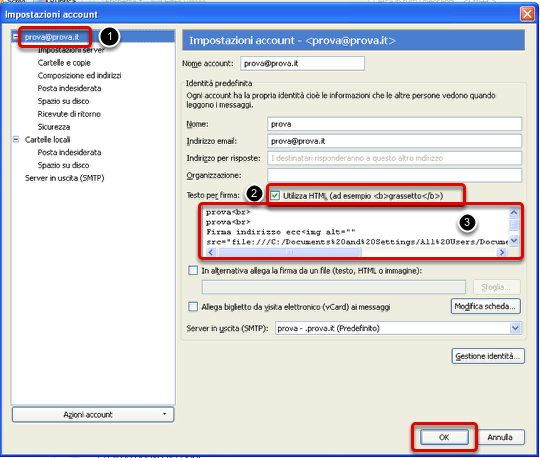 Impostazioni account
prova@prova.it
1
Impostazioni server
Cartelle e copie
Composizione ed indirizzi
Posta indesiderata
Spazio su disco
Ricevute di ritorno
Sicurezza
Cartelle locali
Posta indesiderata
Spazio su disco
Server in uscita (SMTP)
Azioni account
Impostazioni account - <prova@prova.it>
Nome account: prova@prova.it
Identità predefinita
Ogni account ha la propria identità cioè le informazioni che le altre persone vedono quando
leggono i messaggi.
Nome: prova
Indirizzo email: prova@prova.it
Indirizzo per risposte: I destinatari risponderanno a questo altro indirizzo
Organizzazione:
Testo per firma: 2 Utilizza HTML (ad esempio <b>grassetto</b>)
3
prova<br>
prova<br>
Firma indirizzo ecc<img alt=""
src="file:///C:/Documents%20and%20Settings/All%20Users/Docume
In alternativa allega la firma da un file (testo, HTML o immagine):
Sfoglia...
Allega biglietto da visita elettronico (vCard) ai messaggi
Modifica scheda...
Server in uscita (SMTP): prova - .prova.it (Predefinito)
Gestione identità...
OK
Annulla